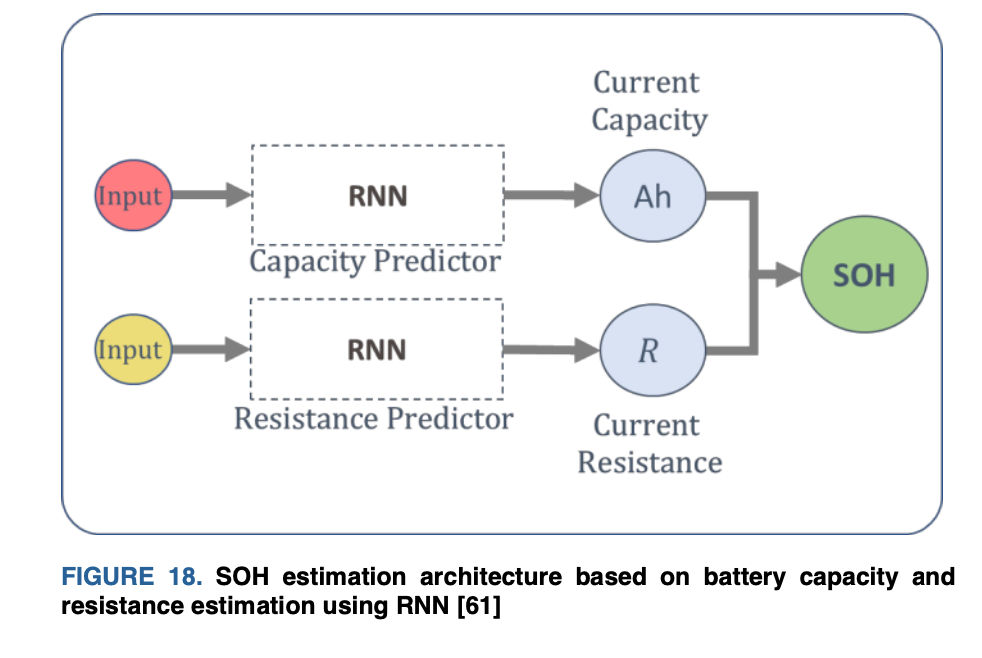 Current
Capacity
Input
RNN
Ah
Capacity Predictor
SOH
Input
RNN
R
Resistance Predictor
Current
Resistance
FIGURE 18. SOH estimation architecture based on battery capacity and
resistance estimation using RNN [61]